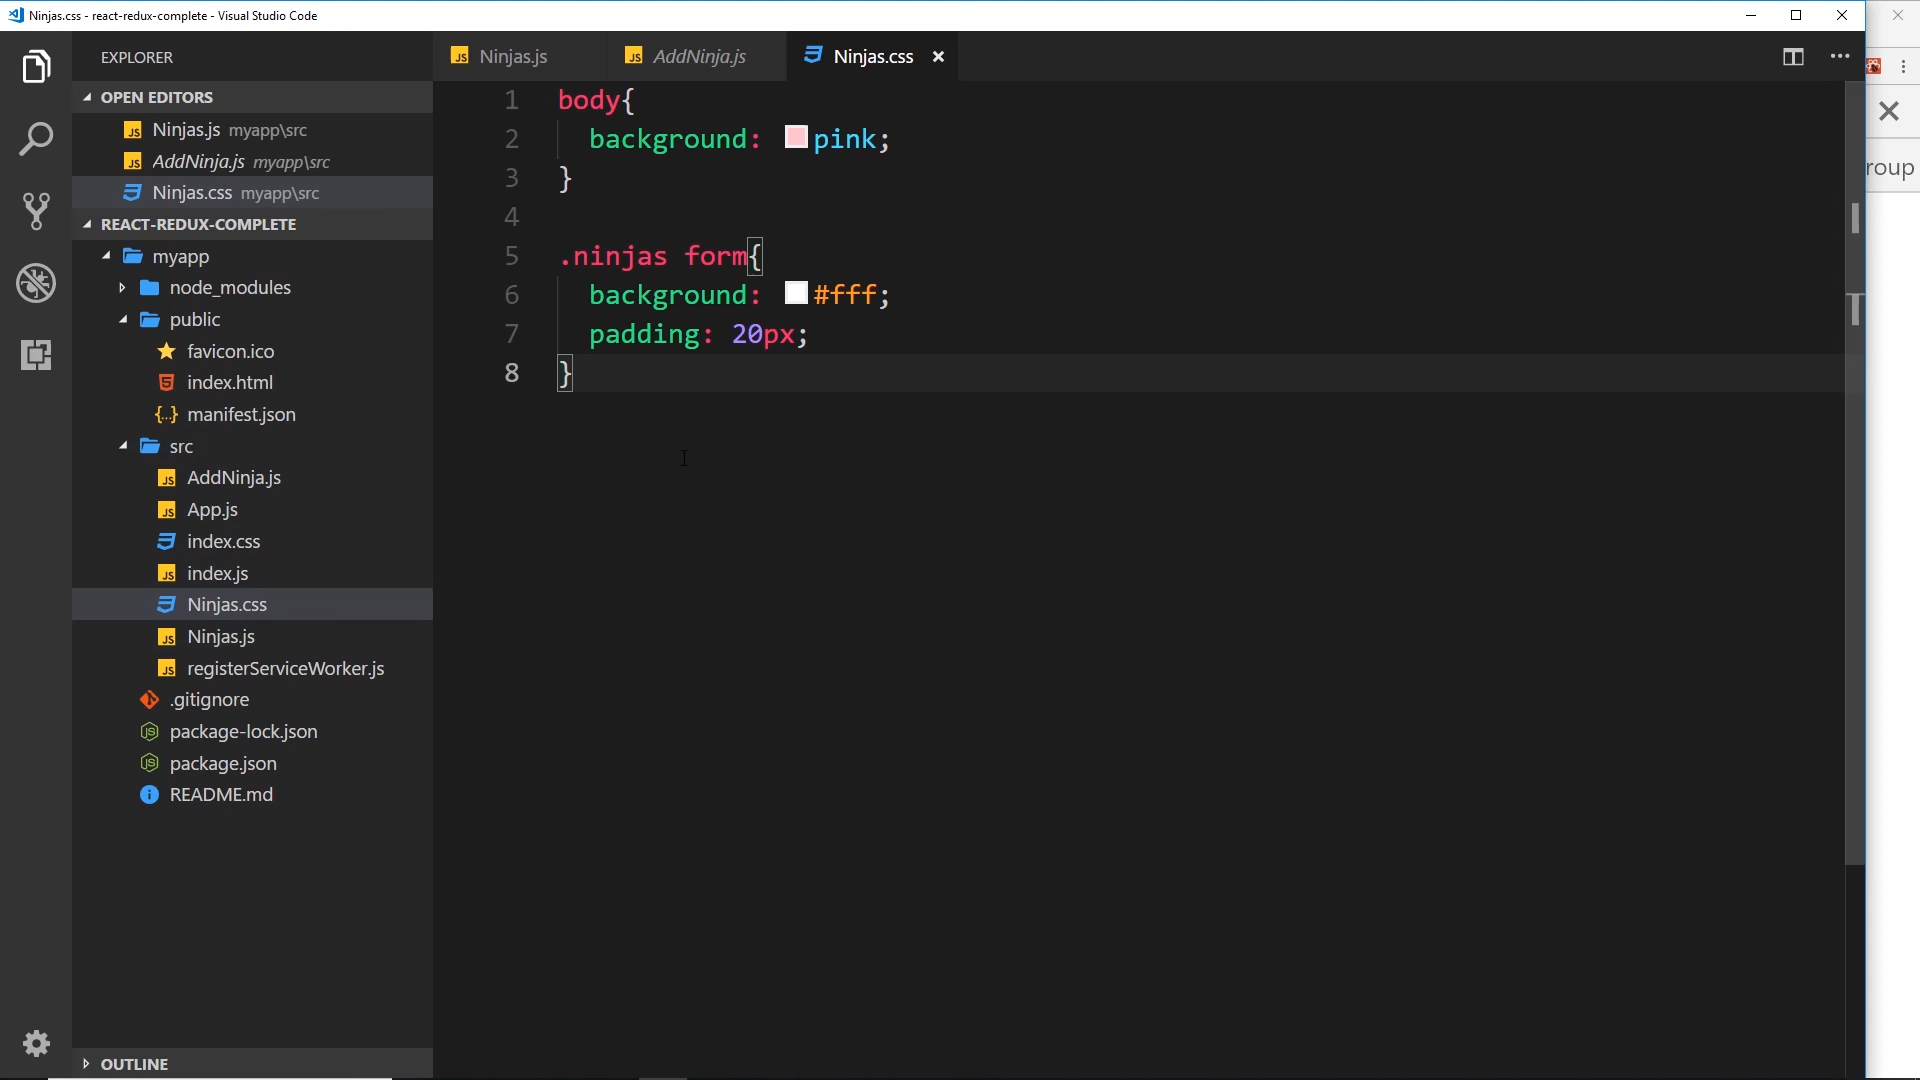 Ninjas.css - react-redux-complete - Visual Studio Code
EXPLORER
OPEN EDITORS
Ninjas.js myapp\src
AddNinja.js myapp\src
Ninjas.css myapp\src
REACT-REDUX-COMPLETE
myapp
node_modules
public
favicon.ico
index.html
manifest.json
src
AddNinja.js
App.js
index.css
index.js
Ninjas.css
Ninjas.js
registerServiceWorker.js
.gitignore
package-lock.json
package.json
README.md
OUTLINE
Ninjas.js
AddNinja.js
Ninjas.css
1 body{
2 background: pink;
3 }
4
5 .ninjas form{
6 background: #fff;
7 padding: 20px;
8 }
roup